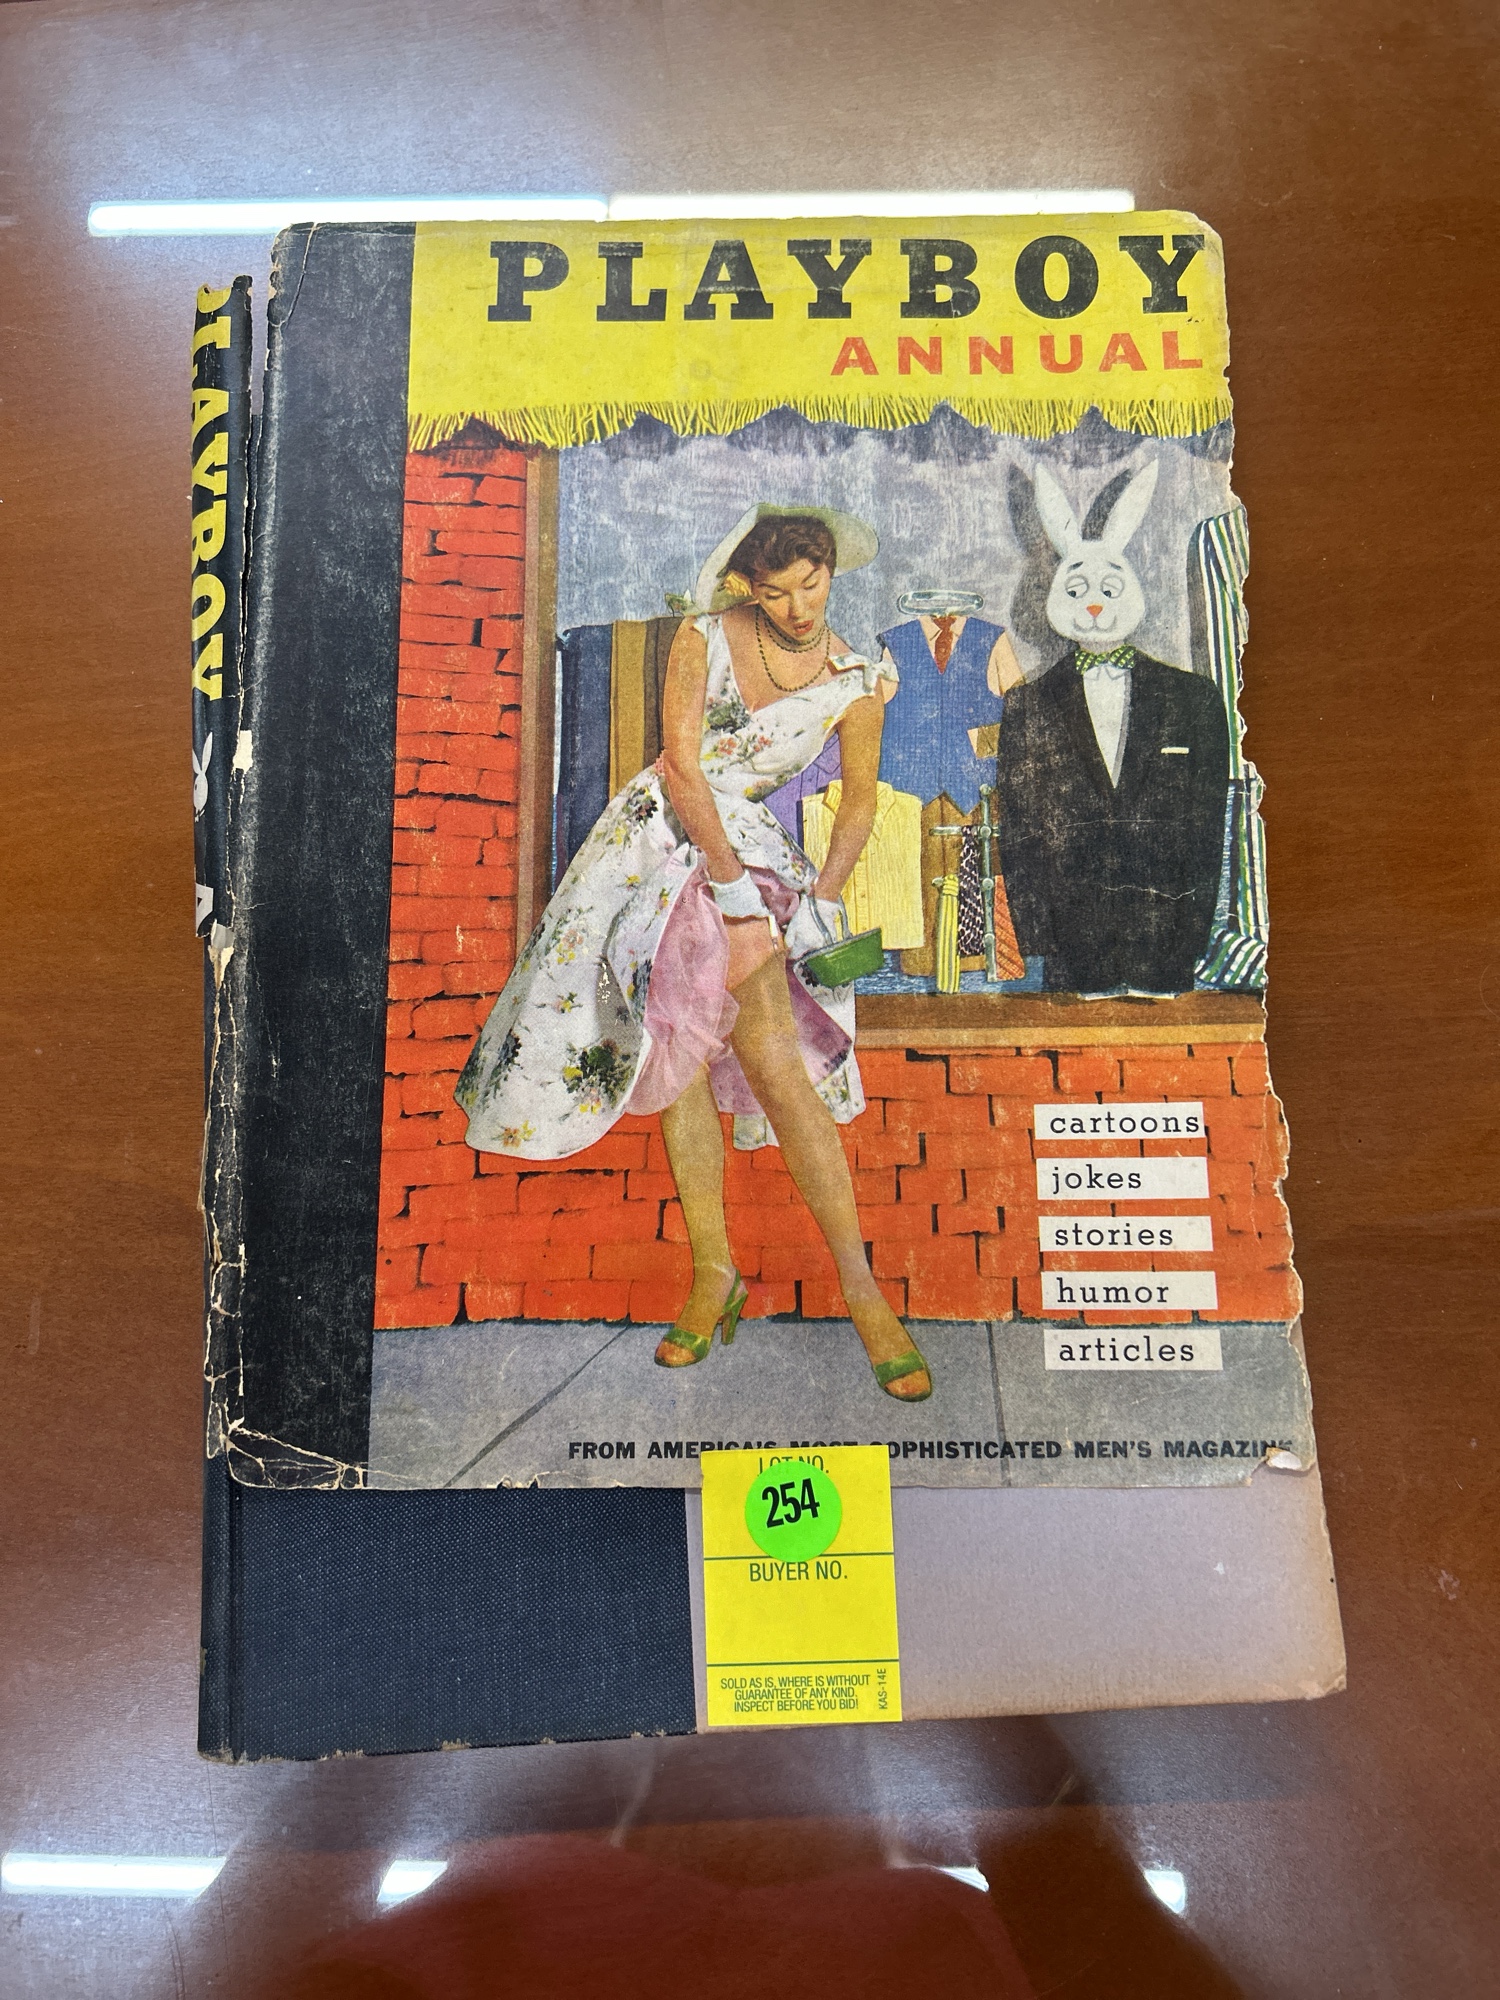 PLAYBOY
ANNUAL
PLAYBOY
cartoons
jokes
stories
humor
articles
FROM AMERICA'S MOST SOPHISTICATED MEN'S MAGAZINE
LOT NO.
254
BUYER NO.
SOLD AS IS, WHERE IS WITHOUT
GUARANTEE OF ANY KIND.
INSPECT BEFORE YOU BID!
KAS-14E